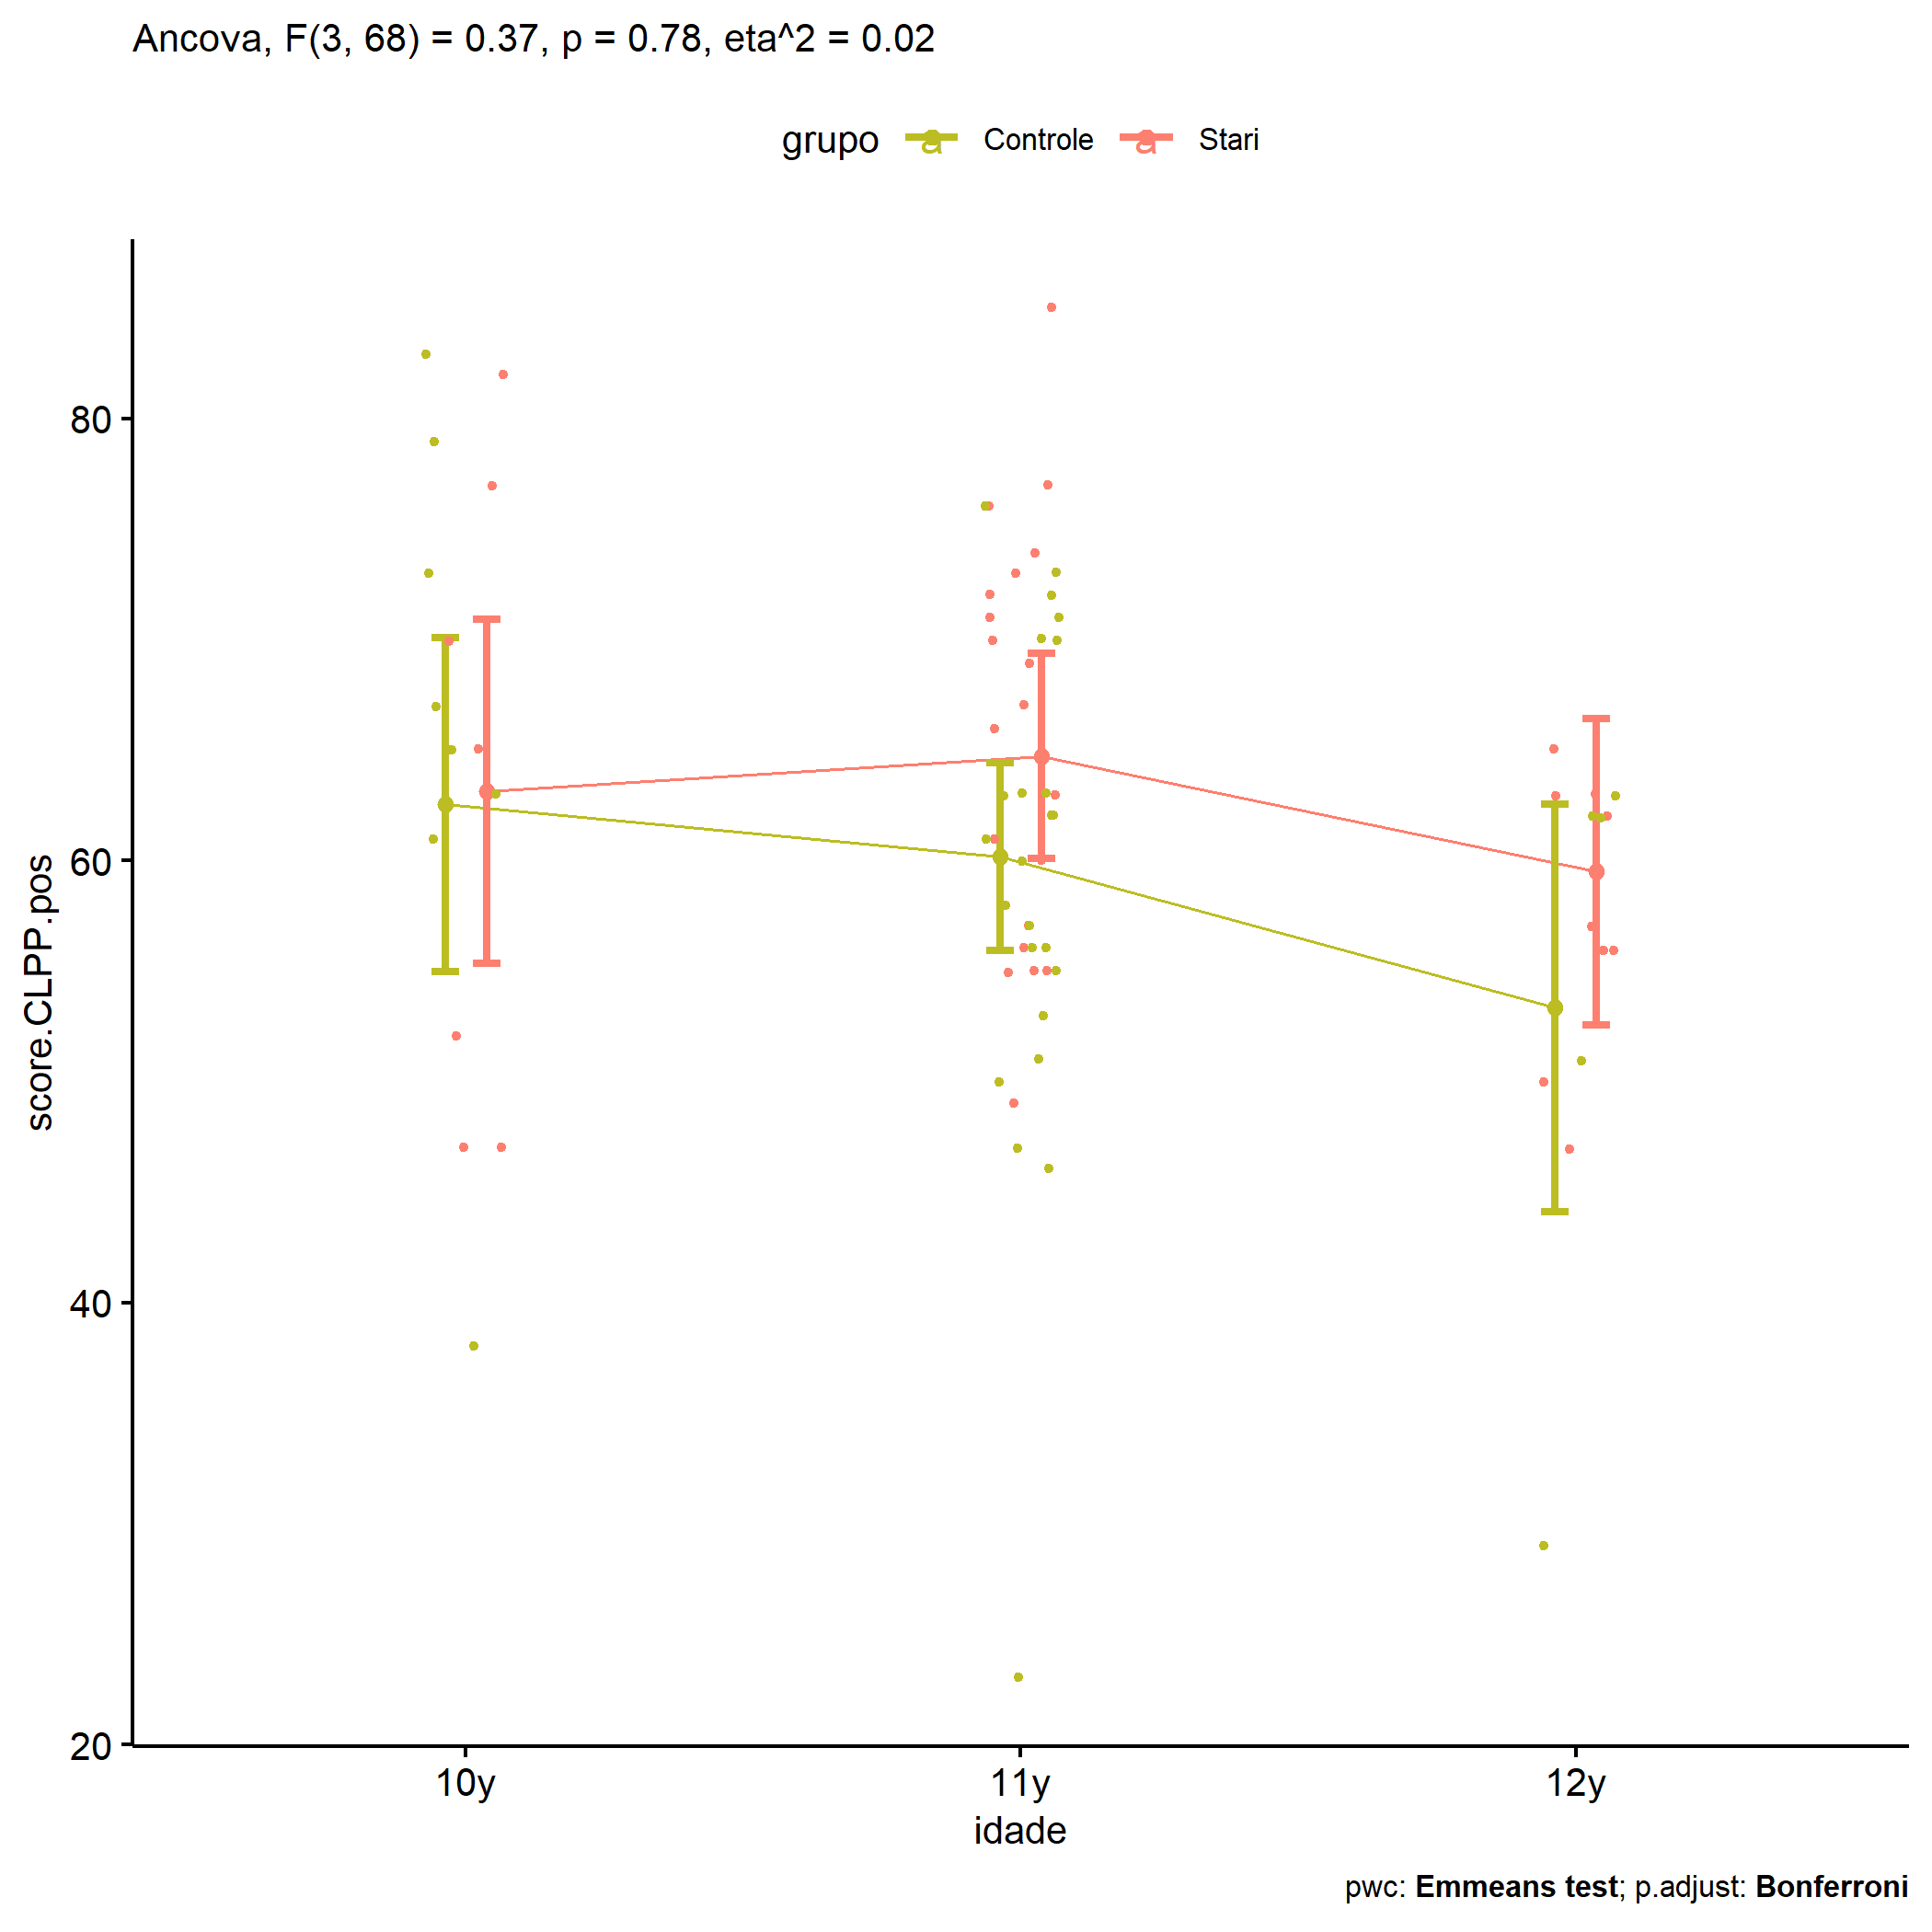 Ancova, F(3, 68) = 0.37, p = 0.78, eta^2 = 0.02
grupo a Controle a Stari
80
60
40
20
score.CLPP.pos
10y 11y 12y
idade
pwc: Emmeans test; p.adjust: Bonferroni